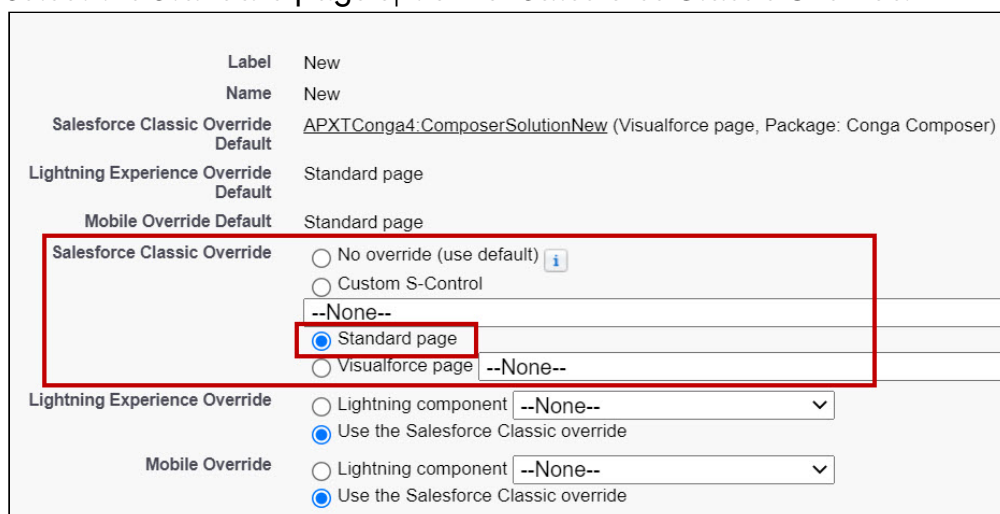 Label New
Name New
Salesforce Classic Override Default APXTConga4:ComposerSolutionNew (Visualforce page, Package: Conga Composer)
Lightning Experience Override Default Standard page
Mobile Override Default Standard page
Salesforce Classic Override No override (use default) i
Custom S-Control
--None--
Standard page
Visualforce page --None--
Lightning Experience Override Lightning component --None--
Use the Salesforce Classic override
Mobile Override Lightning component --None--
Use the Salesforce Classic override